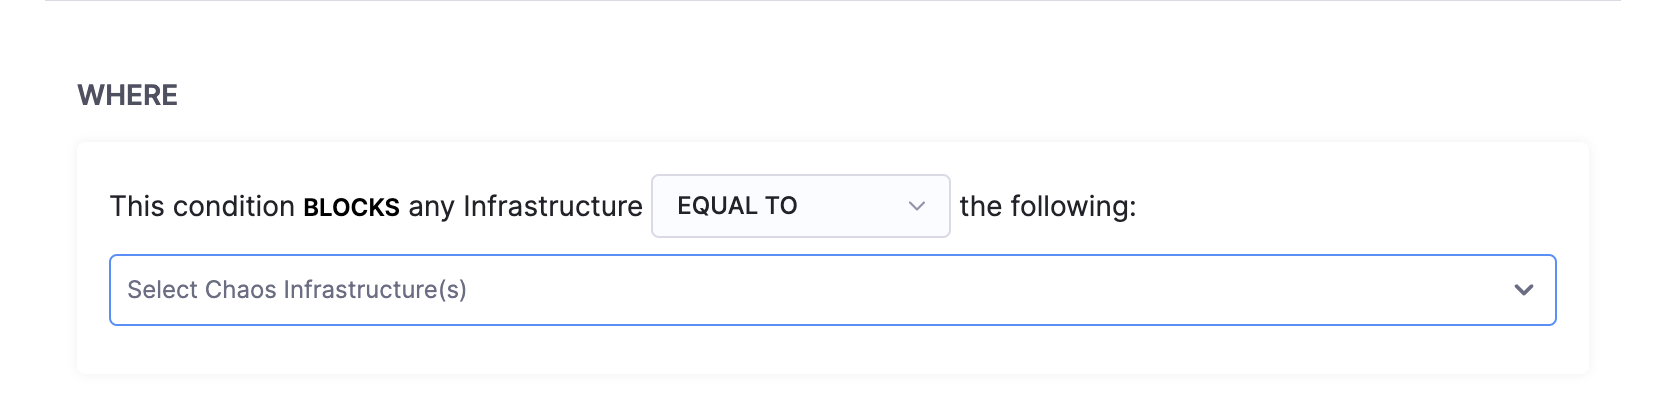 WHERE
This condition BLOCKS any Infrastructure EQUAL TO the following:
Select Chaos Infrastructure(s)